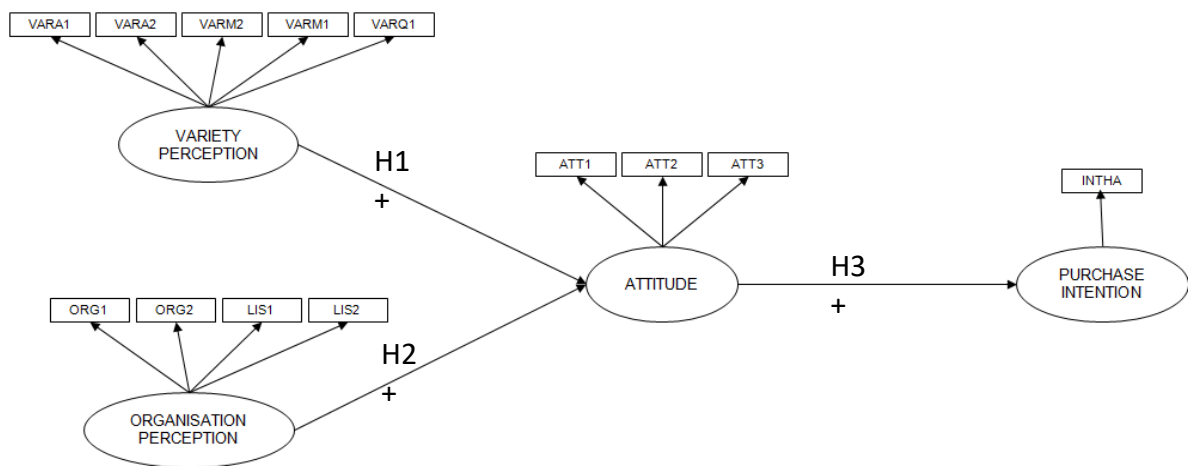 VARA1
VARA2
VARM2
VARM1
VARQ1
VARIETY
PERCEPTION
H1
+
ATT1
ATT2
ATT3
INTHA
ATTITUDE
H3
+
PURCHASE
INTENTION
ORG1
ORG2
LIS1
LIS2
H2
+
ORGANISATION
PERCEPTION